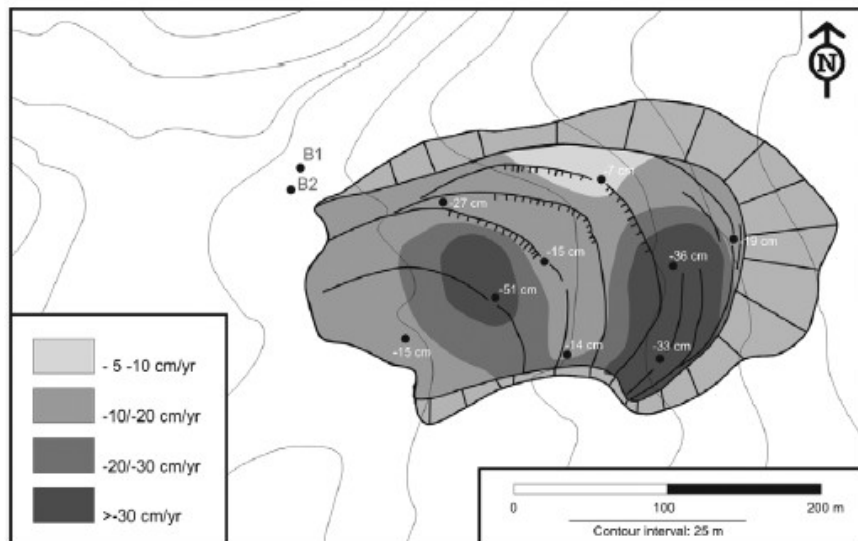 N
B1
B2
-7 cm
-27 cm
-19 cm
-15 cm
-36 cm
-51 cm
-15 cm
-14 cm
-33 cm
- 5 -10 cm/yr
-10/-20 cm/yr
-20/-30 cm/yr
>-30 cm/yr
0 100 200 m
Contour interval: 25 m